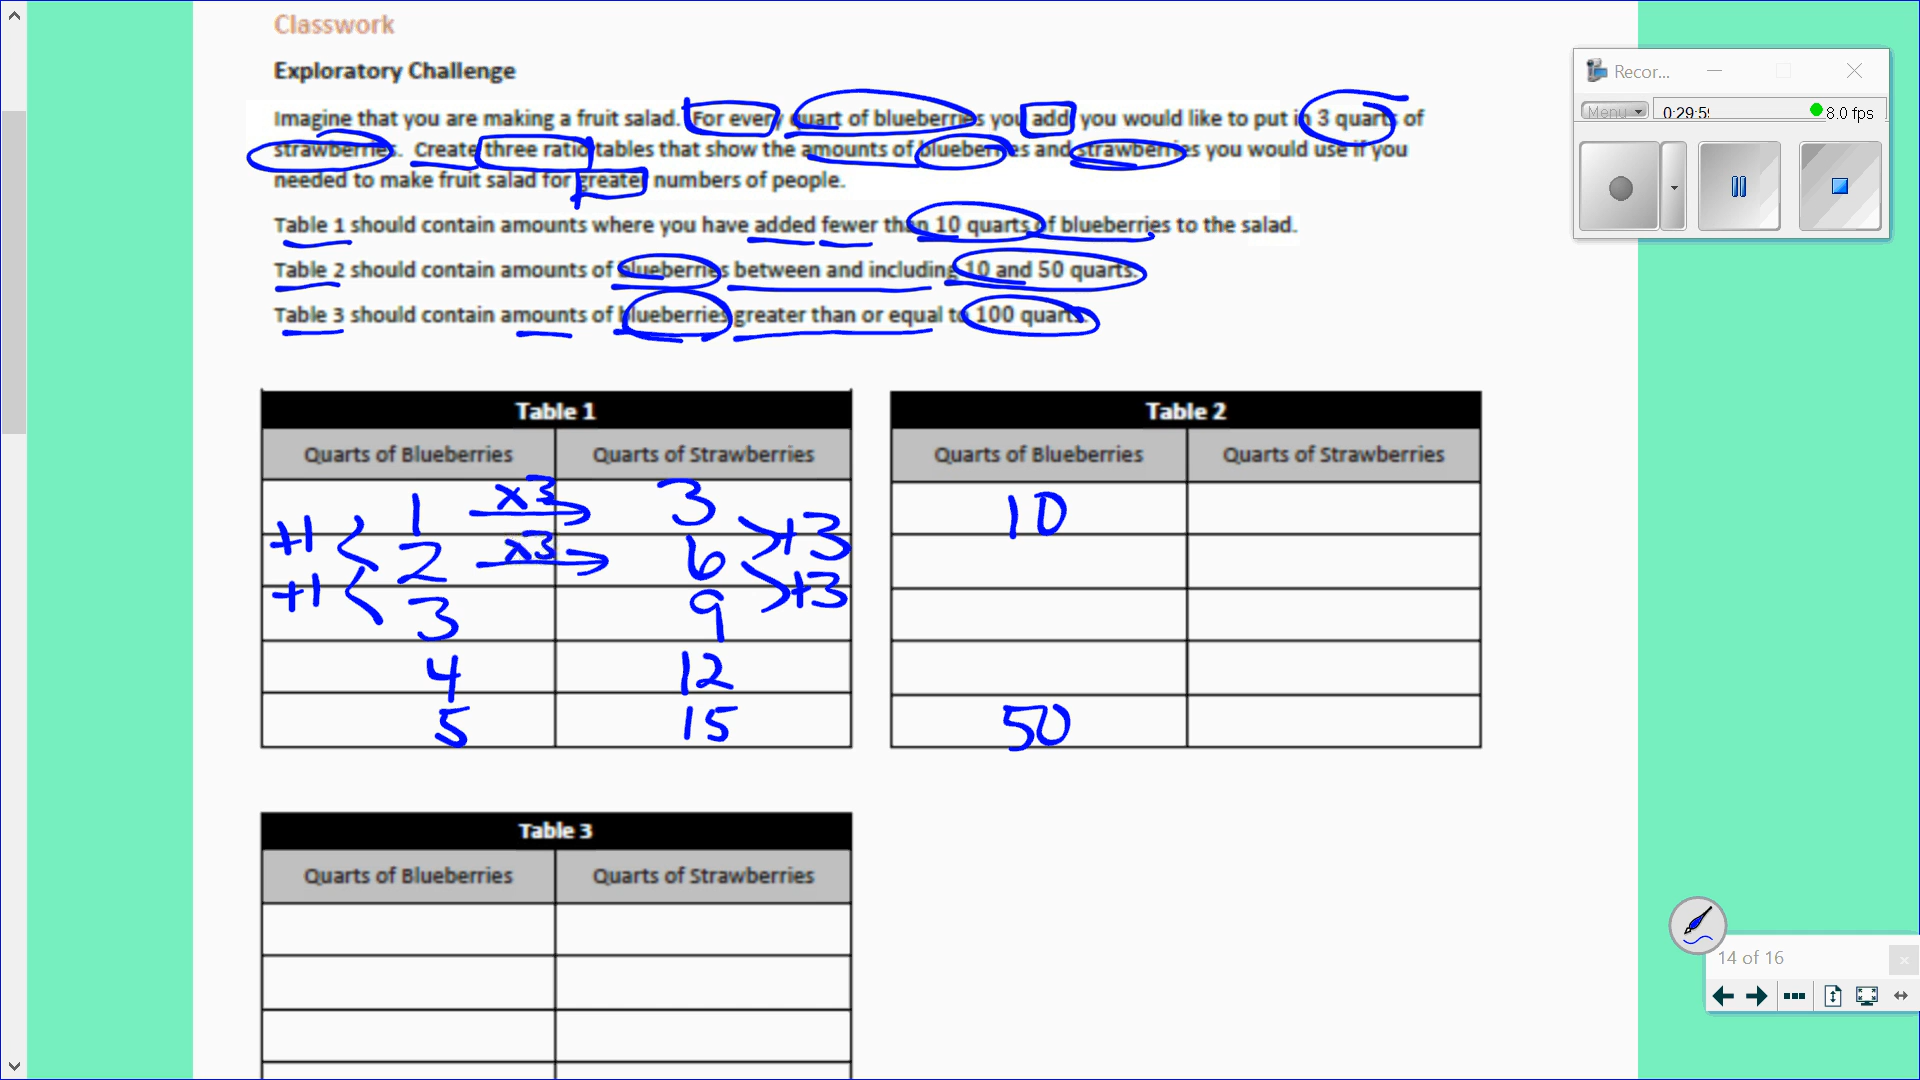 Classwork
Exploratory Challenge
Imagine that you are making a fruit salad. For every quart of blueberries you add, you would like to put in 3 quarts of
strawberries. Create three ratio tables that show the amounts of blueberries and strawberries you would use if you
needed to make fruit salad for greater numbers of people.
Table 1 should contain amounts where you have added fewer than 10 quarts of blueberries to the salad.
Table 2 should contain amounts of blueberries between and including 10 and 50 quarts.
Table 3 should contain amounts of blueberries greater than or equal to 100 quarts.
Table 1
Quarts of Blueberries Quarts of Strawberries
1 x3 3
+1 +3
2 x3 6
+1 +3
3 9
4 12
5 15
Table 2
Quarts of Blueberries Quarts of Strawberries
10
50
Table 3
Quarts of Blueberries Quarts of Strawberries
Recor...
Menu 0:29:5 8.0 fps
14 of 16